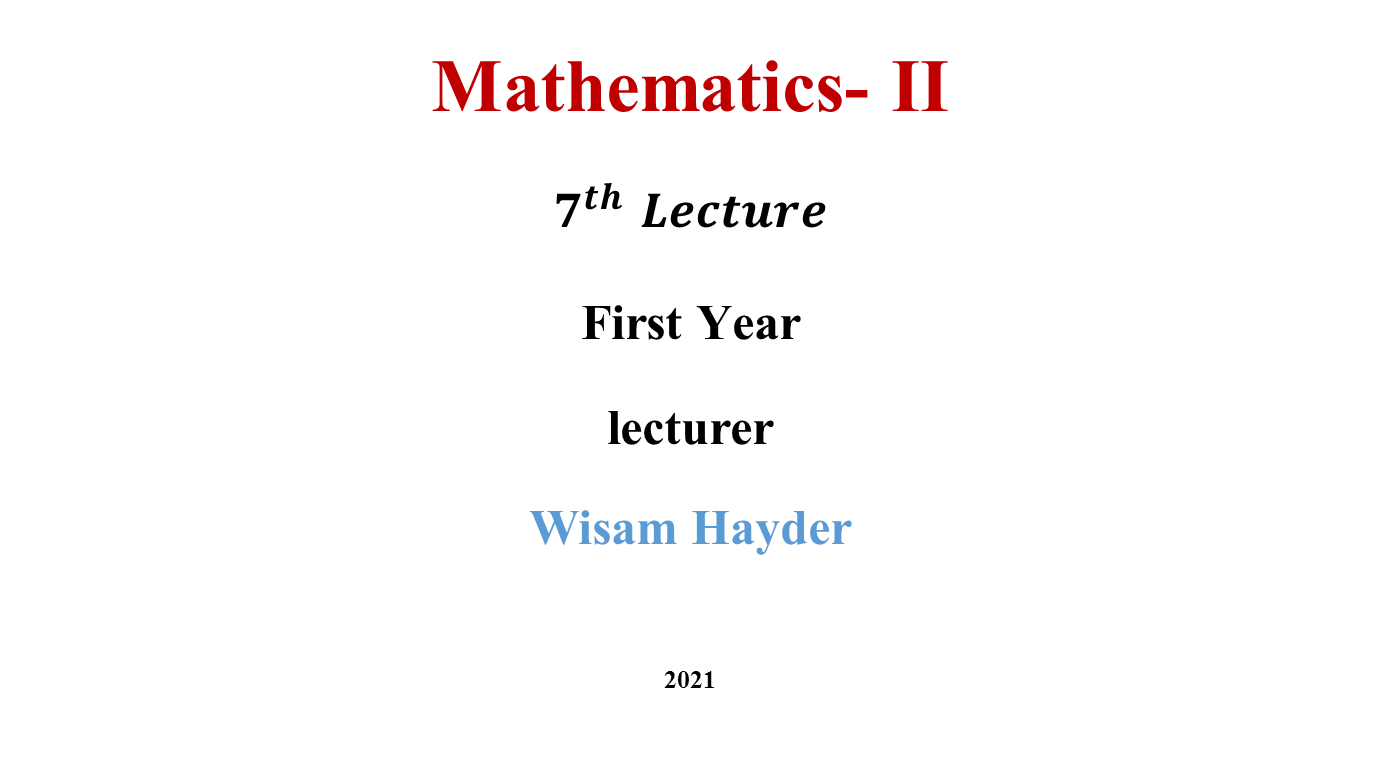 Mathematics- II
7th Lecture
First Year
lecturer
Wisam Hayder
2021